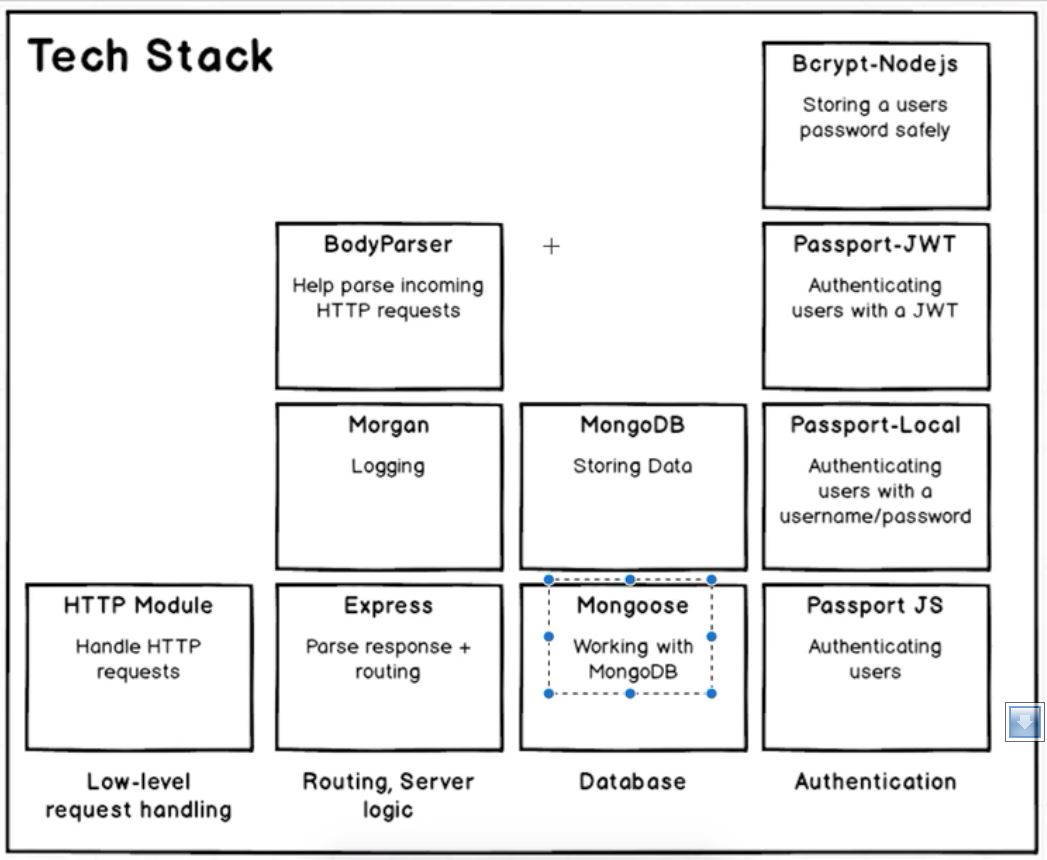 Tech Stack
Bcrypt-Nodejs
Storing a users
password safely
BodyParser
Help parse incoming
HTTP requests
Passport-JWT
Authenticating
users with a JWT
Morgan
Logging
MongoDB
Storing Data
Passport-Local
Authenticating
users with a
username/password
HTTP Module
Handle HTTP
requests
Express
Parse response +
routing
Mongoose
Working with
MongoDB
Passport JS
Authenticating
users
Low-level
request handling
Routing, Server
logic
Database
Authentication